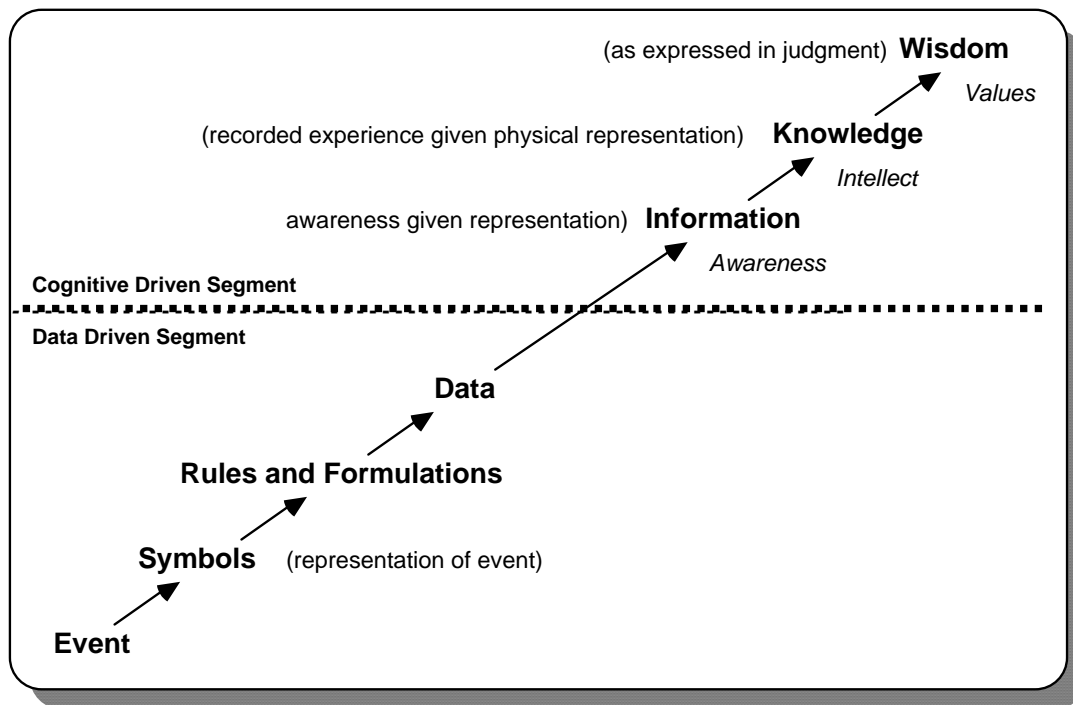 (as expressed in judgment) Wisdom
Values
(recorded experience given physical representation) Knowledge
Intellect
awareness given representation) Information
Awareness
Cognitive Driven Segment
Data Driven Segment
Data
Rules and Formulations
Symbols (representation of event)
Event